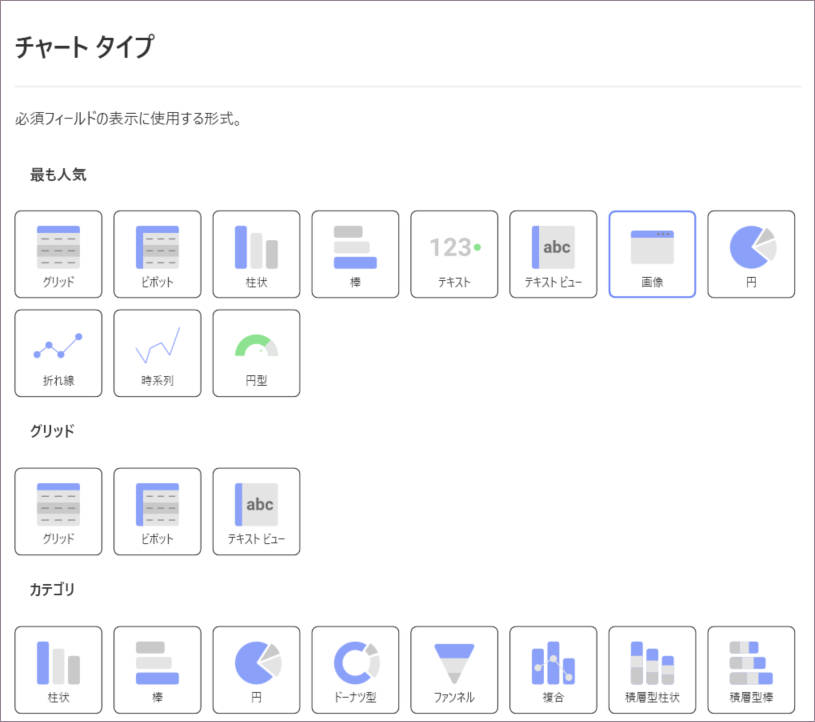 チャート タイプ
必須フィールドの表示に使用する形式。
最も人気
123
abc
グリッド ピボット 柱状 棒 テキスト テキスト ビュー 画像 円
折れ線 時系列 円型
グリッド
abc
グリッド ピボット テキスト ビュー
カテゴリ
柱状 棒 円 ドーナツ型 ファンネル 複合 積層型柱状 積層型棒